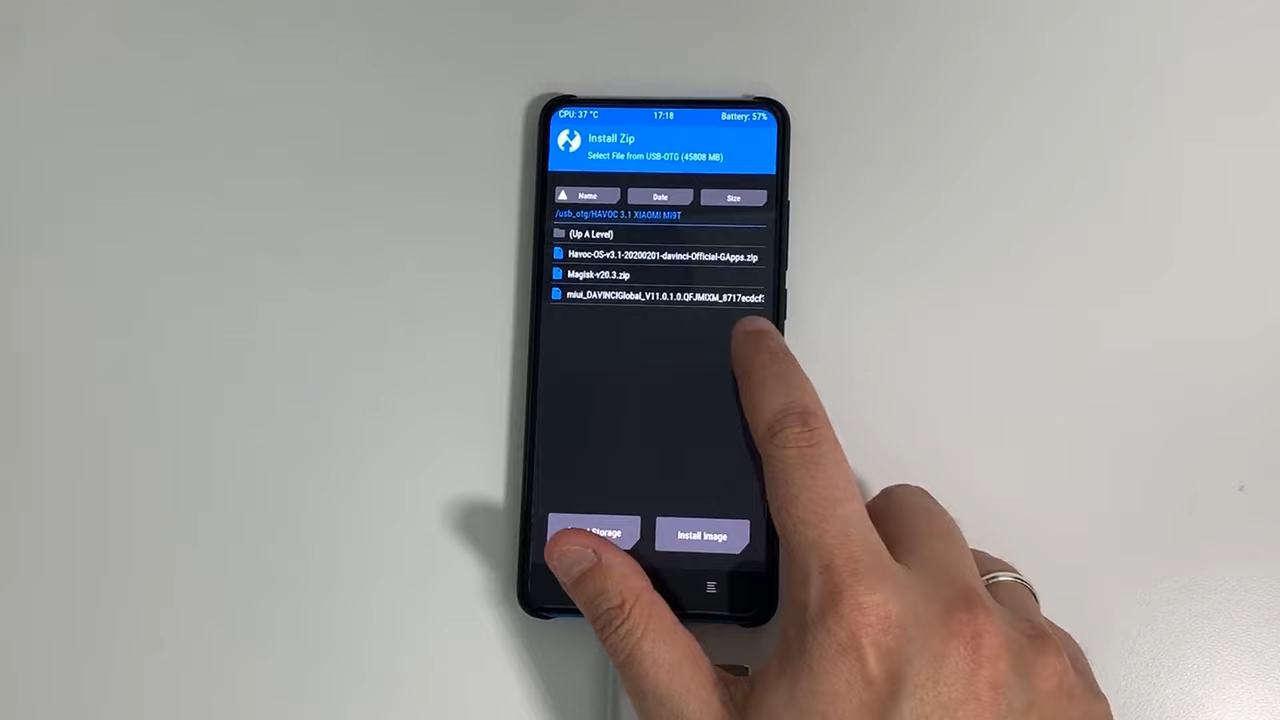 CPU: 37 °C 17:18 Battery: 57%
Install Zip
Select File from USB-OTG (45808 MB)
Name Date Size
/usb_otg/HAVOC 3.1 XIAOMI Mi9T
(Up A Level)
Havoc-OS-v3.1-20200201-davinci-Official-GApps.zip
Magisk-v20.3.zip
miui_DAVINCIGlobal_V11.0.1.0.QFJMIXM_8717ecdcf
Storage Install Image